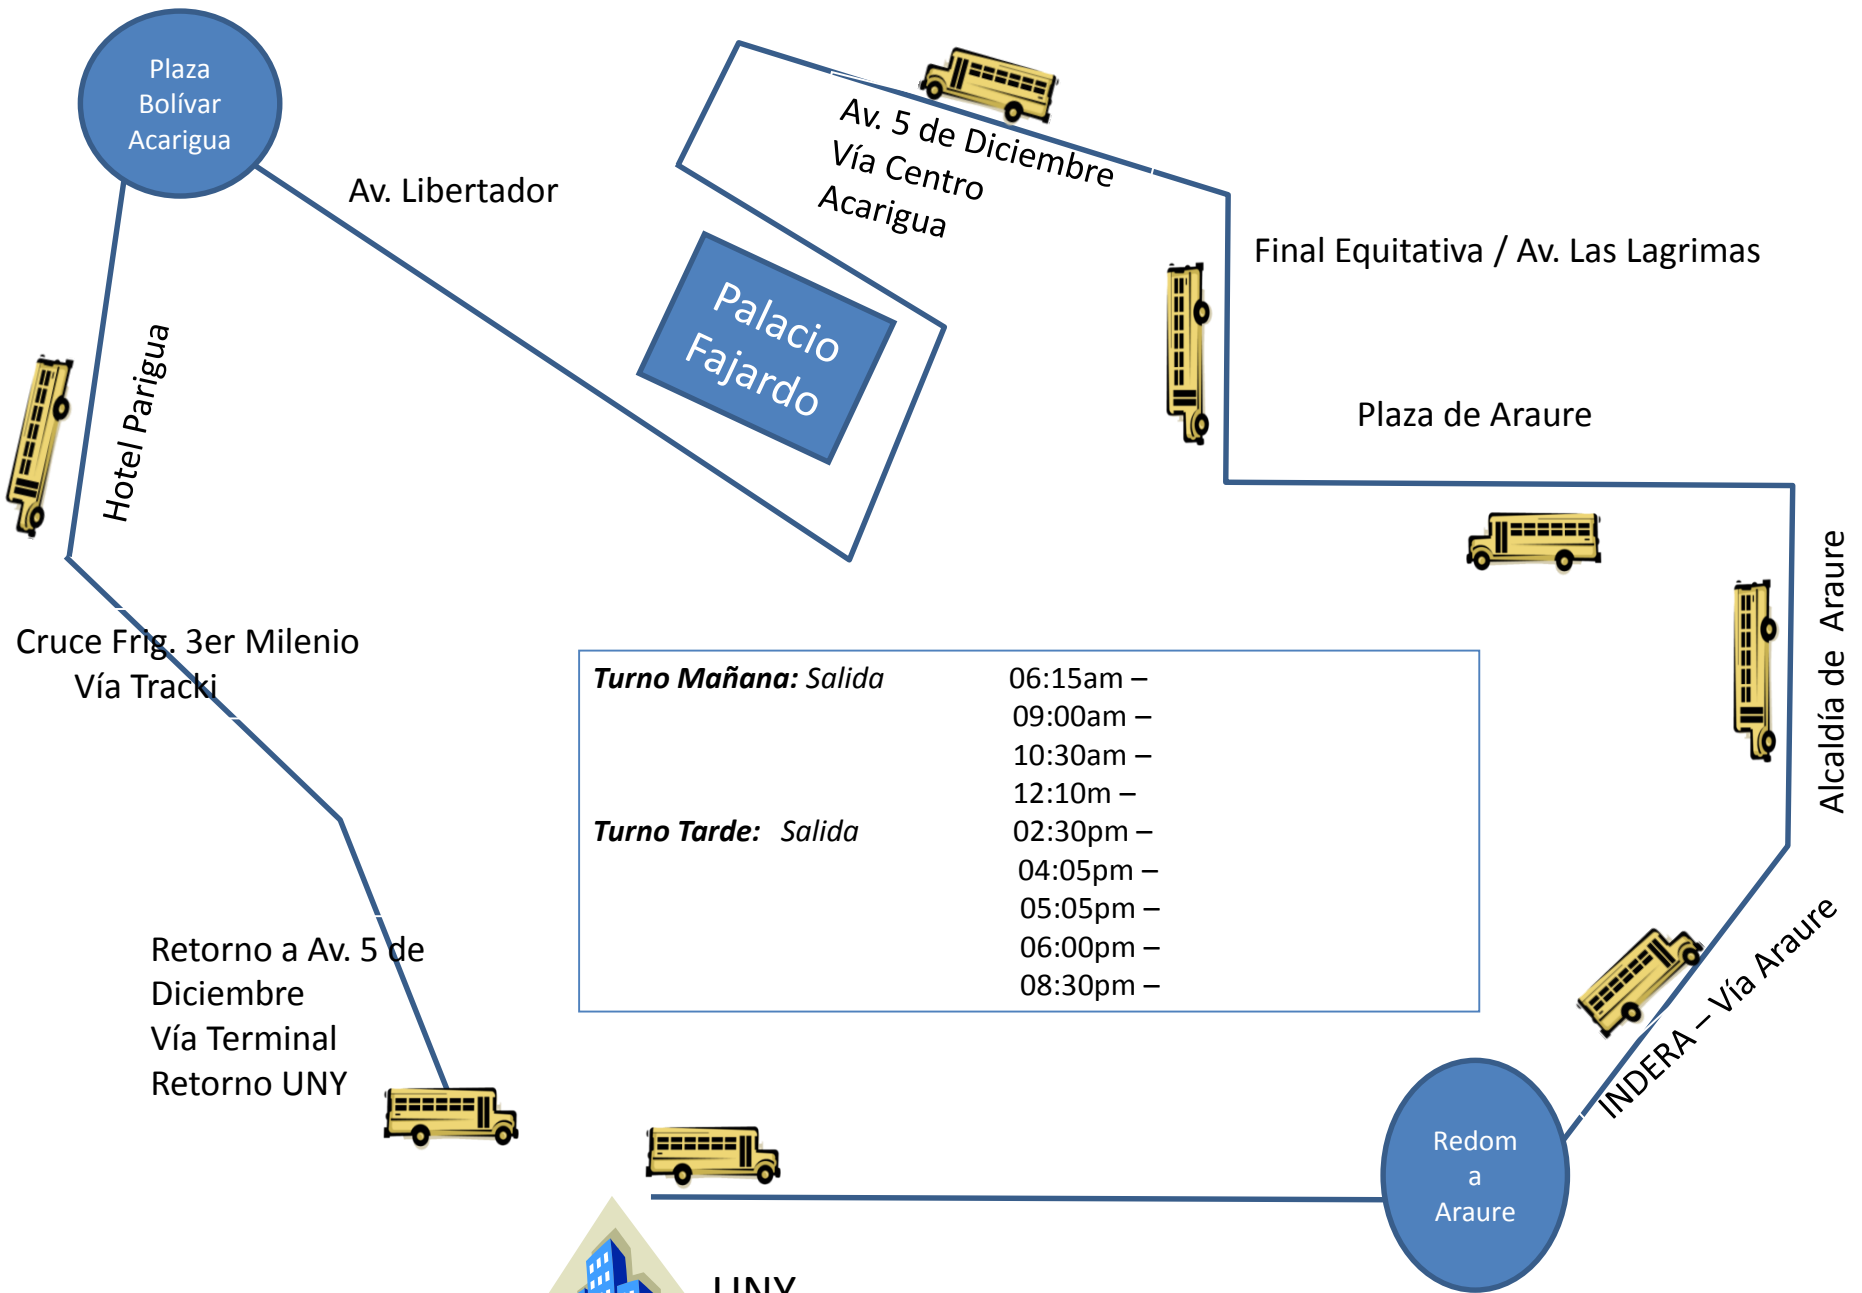 Plaza
Bolívar
Acarigua
Av. Libertador
Av. 5 de Diciembre
Vía Centro
Acarigua
Final Equitativa / Av. Las Lagrimas
Palacio
Fajardo
Plaza de Araure
Hotel Parigua
Alcaldía de Araure
Cruce Frig. 3er Milenio
Vía Tracki
Turno Mañana: Salida 06:15am –
09:00am –
10:30am –
12:10m –
Turno Tarde: Salida 02:30pm –
04:05pm –
05:05pm –
06:00pm –
08:30pm –
INDERA – Vía Araure
Retorno a Av. 5 de
Diciembre
Vía Terminal
Retorno UNY
Redom
a
Araure
UNY